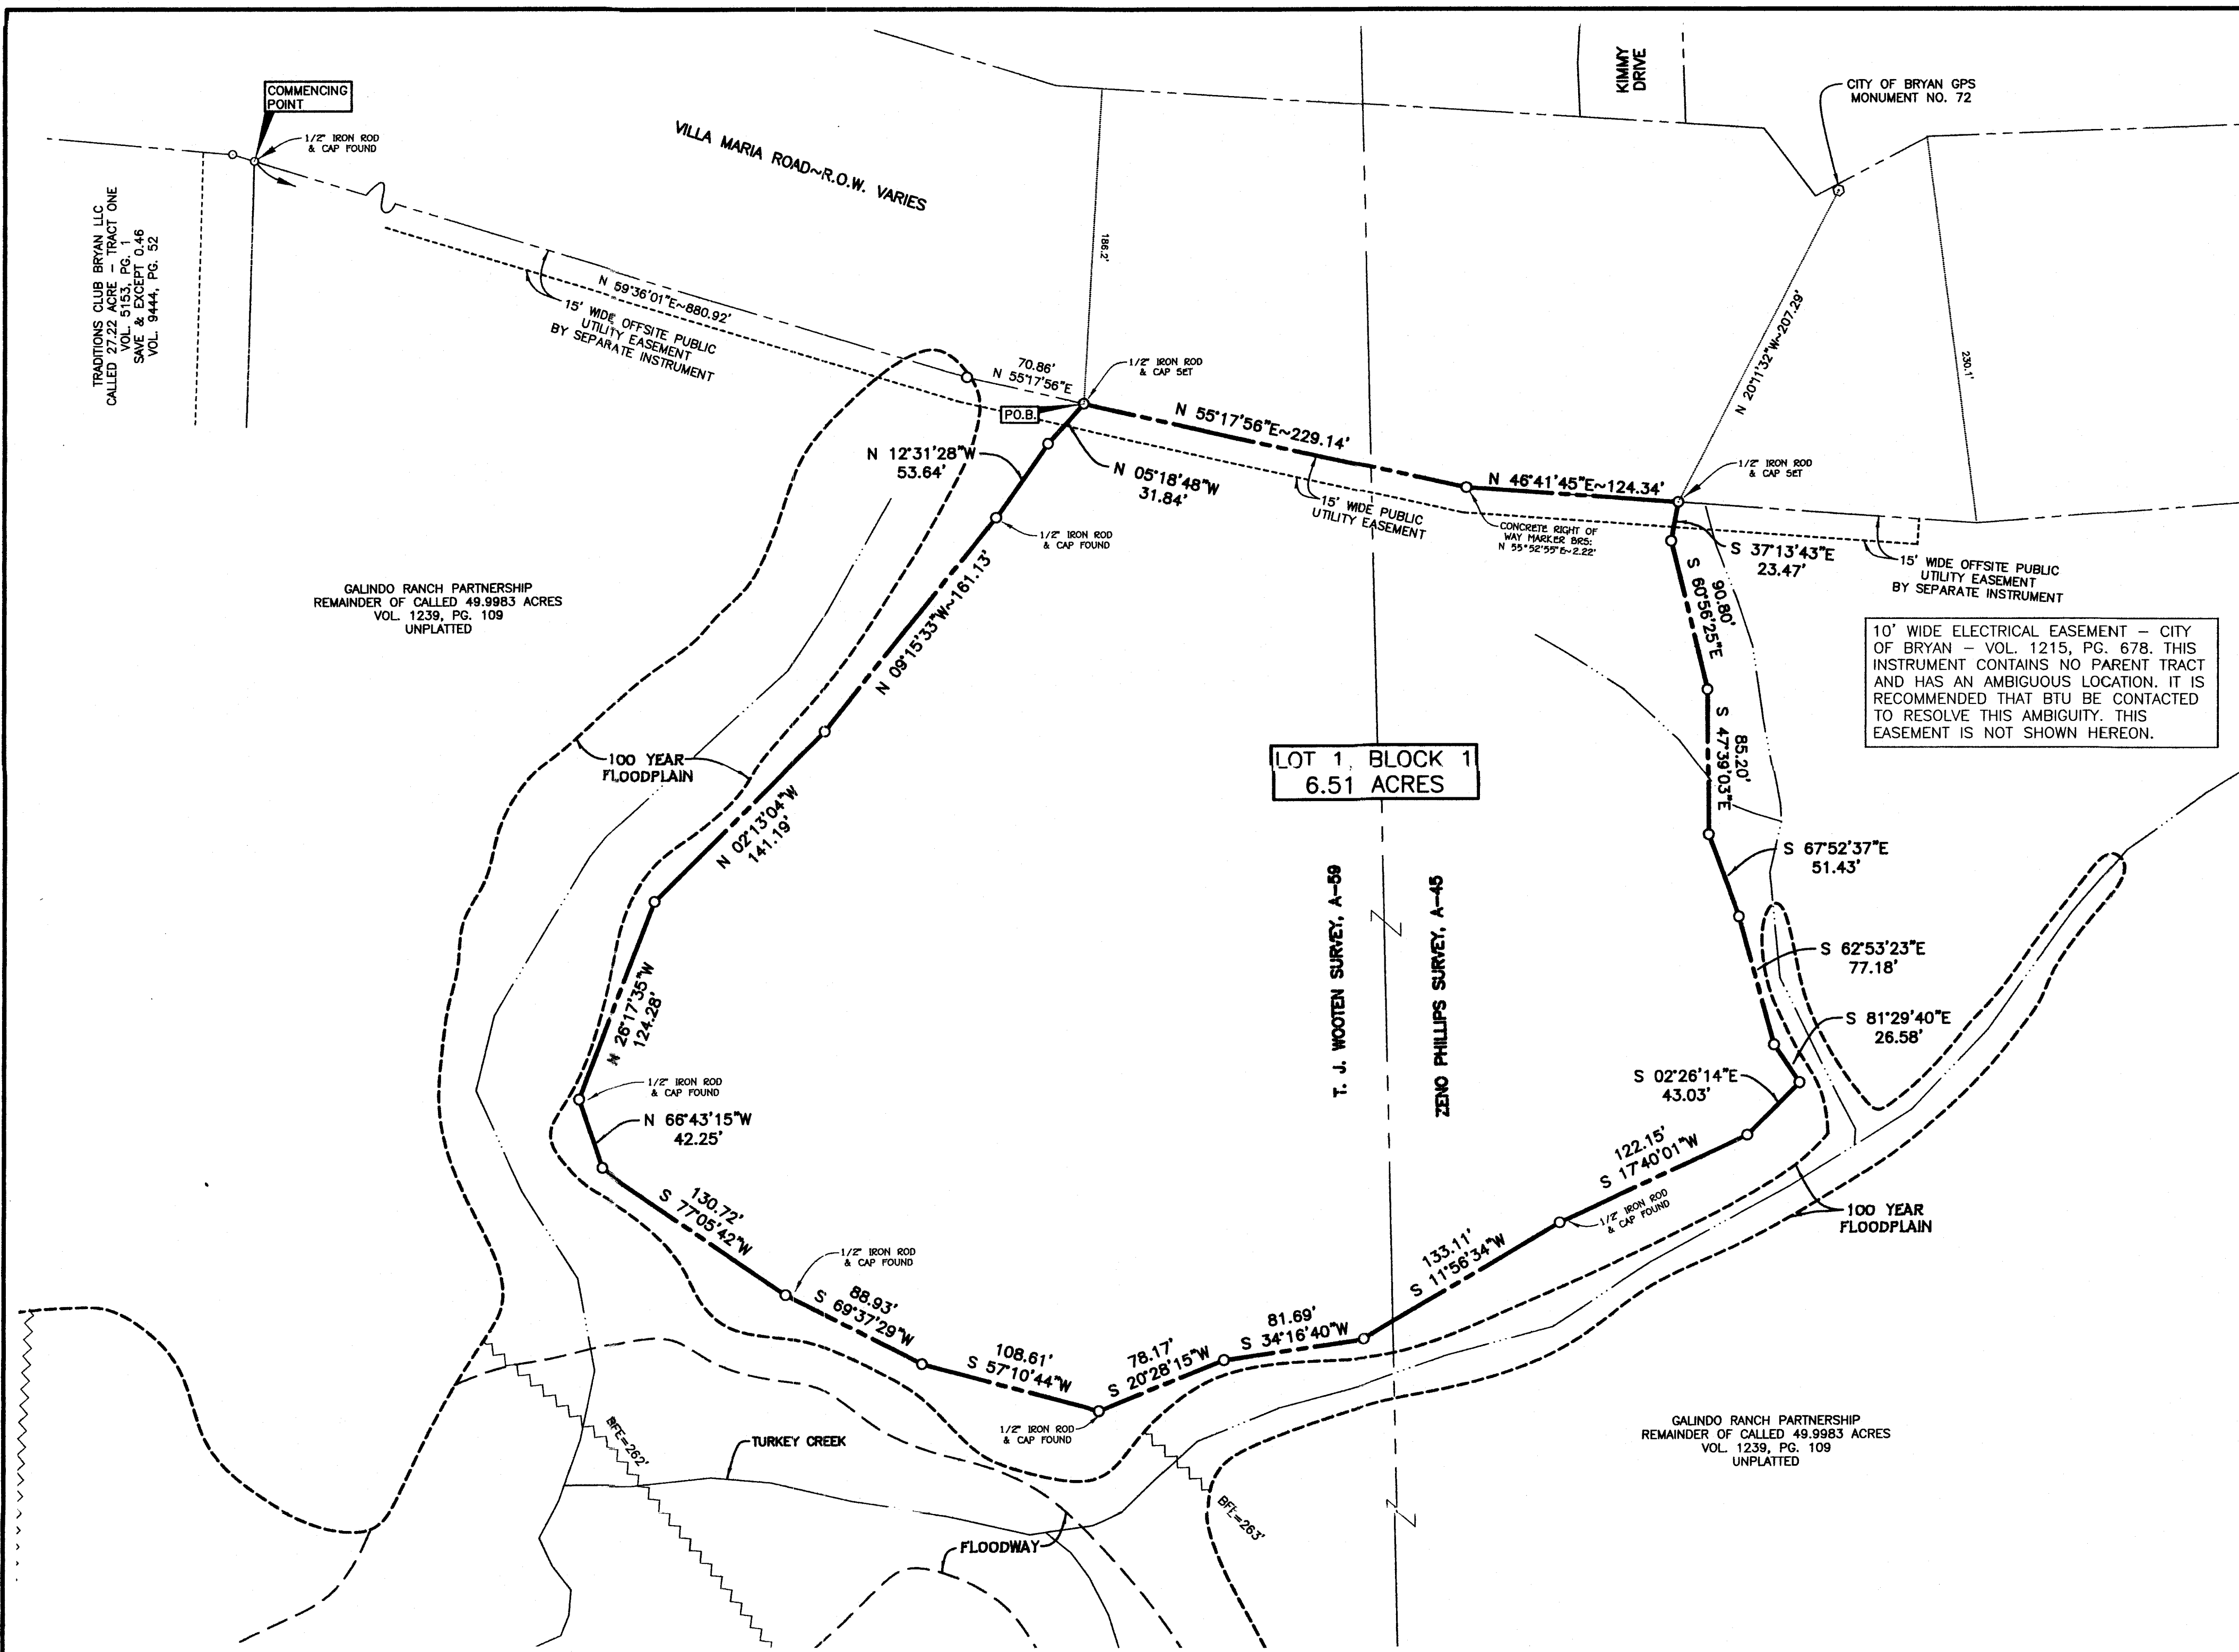 COMMENCING
POINT
1/2" IRON ROD
& CAP FOUND
VILLA MARIA ROAD~R.O.W. VARIES
KIMMY
DRIVE
CITY OF BRYAN GPS
MONUMENT NO. 72
TRADITIONS CLUB BRYAN LLC
CALLED 27.22 ACRE - TRACT ONE
VOL. 5153, PG. 1
SAVE & EXCEPT 0.46
VOL. 9444, PG. 52
N 59°36'01"E~880.92'
15' WIDE OFFSITE PUBLIC
UTILITY EASEMENT
BY SEPARATE INSTRUMENT
186.2'
N 20°11'32"W~207.29'
230.1'
70.86'
N 55°17'56"E
1/2" IRON ROD
& CAP SET
P.O.B.
N 55°17'56"E~229.14'
N 46°41'45"E~124.34'
1/2" IRON ROD
& CAP SET
N 12°31'28"W
53.64'
N 05°18'48"W
31.84'
15' WIDE PUBLIC
UTILITY EASEMENT
CONCRETE RIGHT OF
WAY MARKER BRS:
N 55°52'55"E~2.22'
1/2" IRON ROD
& CAP FOUND
S 37°13'43"E
23.47'
15' WIDE OFFSITE PUBLIC
UTILITY EASEMENT
BY SEPARATE INSTRUMENT
GALINDO RANCH PARTNERSHIP
REMAINDER OF CALLED 49.9983 ACRES
VOL. 1239, PG. 109
UNPLATTED
N 09°15'33"W~161.13'
90.80'
S 60°56'25"E
10' WIDE ELECTRICAL EASEMENT – CITY
OF BRYAN – VOL. 1215, PG. 678. THIS
INSTRUMENT CONTAINS NO PARENT TRACT
AND HAS AN AMBIGUOUS LOCATION. IT IS
RECOMMENDED THAT BTU BE CONTACTED
TO RESOLVE THIS AMBIGUITY. THIS
EASEMENT IS NOT SHOWN HEREON.
100 YEAR
FLOODPLAIN
LOT 1, BLOCK 1
6.51 ACRES
85.20'
S 47°39'03"E
N 02°13'04"W
141.19'
S 67°52'37"E
51.43'
T. J. WOOTEN SURVEY, A-59
ZENO PHILLIPS SURVEY, A-45
S 62°53'23"E
77.18'
N 26°17'35"W
124.28'
S 81°29'40"E
26.58'
1/2" IRON ROD
& CAP FOUND
S 02°26'14"E
43.03'
N 66°43'15"W
42.25'
122.15'
S 17°40'01"W
1/2" IRON ROD
& CAP FOUND
100 YEAR
FLOODPLAIN
130.72'
S 77°05'42"W
1/2" IRON ROD
& CAP FOUND
133.11'
S 11°56'34"W
88.93'
S 69°37'29"W
81.69'
S 34°16'40"W
108.61'
S 57°10'44"W
78.17'
S 20°28'15"W
1/2" IRON ROD
& CAP FOUND
BFE=262'
TURKEY CREEK
GALINDO RANCH PARTNERSHIP
REMAINDER OF CALLED 49.9983 ACRES
VOL. 1239, PG. 109
UNPLATTED
BFE=263'
FLOODWAY